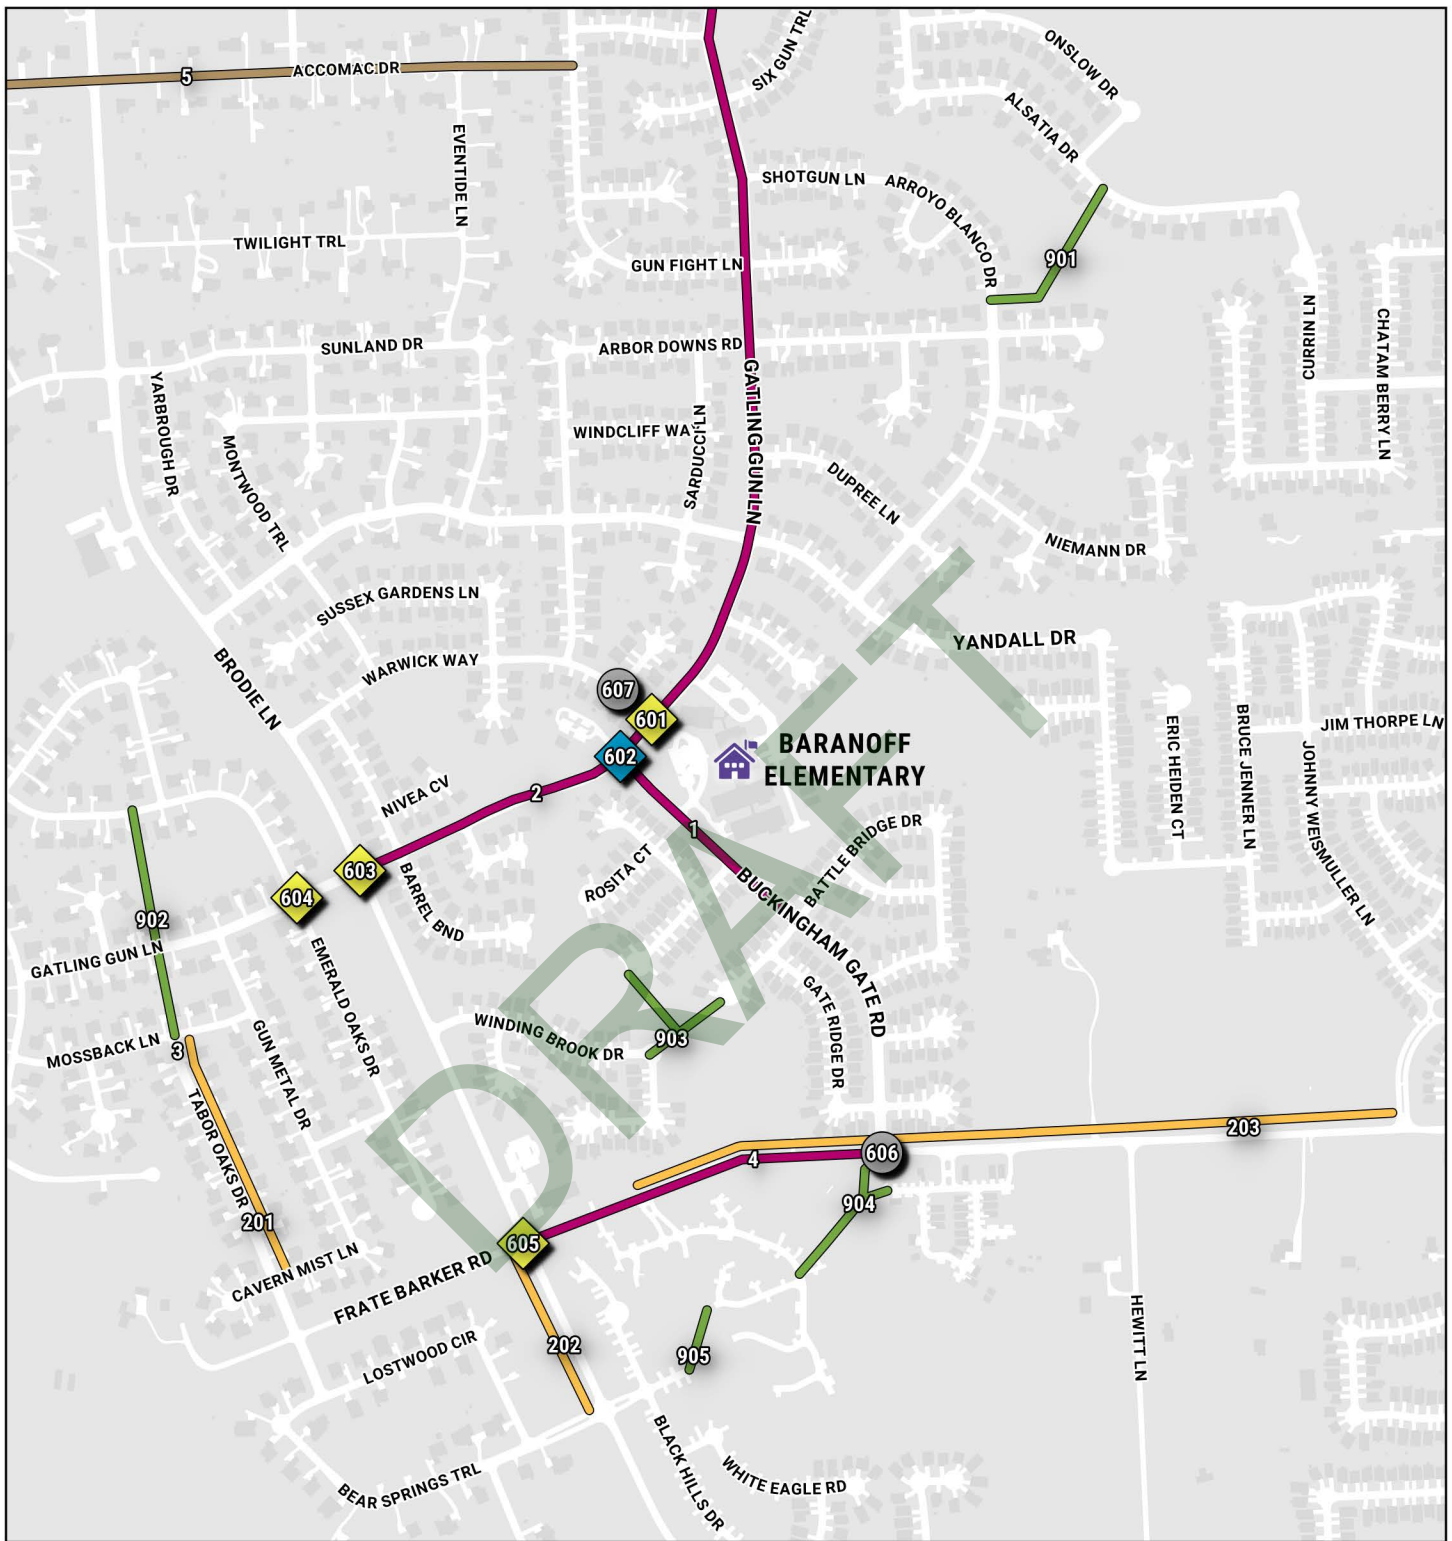 ONSLOW DR
SIX GUN TRL
ACCOMAC DR
5
ALSATIA DR
EVENTIDE LN
SHOTGUN LN
ARROYO BLANCO DR
TWILIGHT TRL
GUN FIGHT LN
901
CURRIN LN
CHATAM BERRY LN
SUNLAND DR
ARBOR DOWNS RD
GATLING GUN LN
YARBROUGH DR
MONTWOOD TRL
WINDCLIFF WAY
SARDUCCI LN
DUPREE LN
NIEMANN DR
SUSSEX GARDENS LN
YANDALL DR
WARWICK WAY
BRODIE LN
607
601
602
BARANOFF
ELEMENTARY
ERIC HEIDEN CT
BRUCE JENNER LN
JIM THORPE LN
JOHNNY WEISMULLER LN
NIVEA CV
2
1
BATTLE BRIDGE DR
ROSITA CT
603
604
BARREL BND
BUCKINGHAM GATE RD
902
GATLING GUN LN
EMERALD OAKS DR
GATE RIDGE DR
WINDING BROOK DR
903
MOSSBACK LN
3
GUN METAL DR
TABOR OAKS DR
DRAFT
203
4
606
904
201
605
CAVERN MIST LN
FRATE BARKER RD
HEWITT LN
202
905
LOSTWOOD CIR
BLACK HILLS DR
WHITE EAGLE RD
BEAR SPRINGS TRL